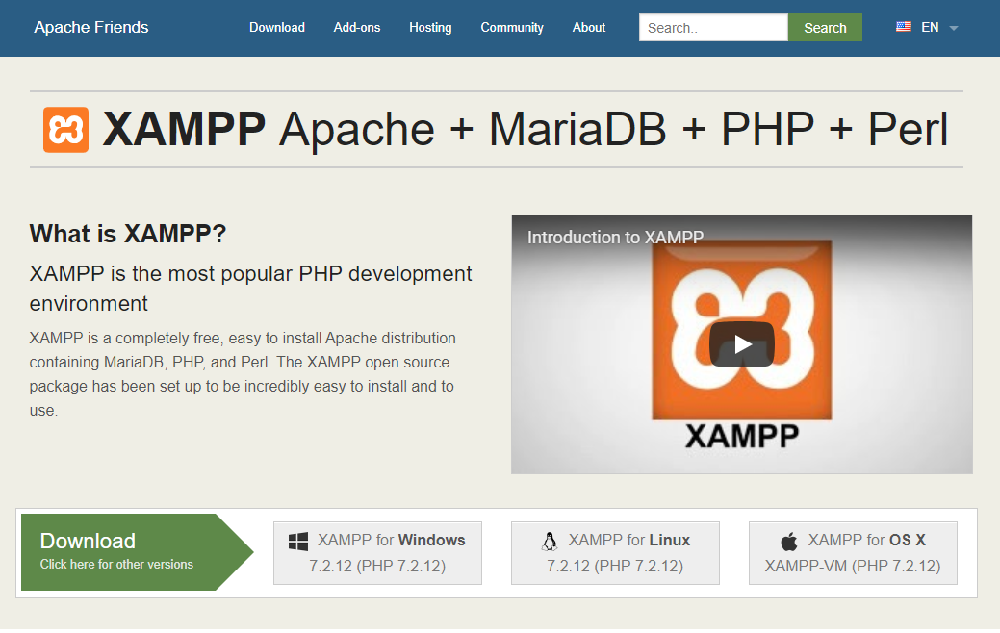 Apache Friends
Download Add-ons Hosting Community About
Search.. Search
EN
XAMPP Apache + MariaDB + PHP + Perl
What is XAMPP?
XAMPP is the most popular PHP development
environment
XAMPP is a completely free, easy to install Apache distribution
containing MariaDB, PHP, and Perl. The XAMPP open source
package has been set up to be incredibly easy to install and to
use.
Introduction to XAMPP
XAMPP
Download
Click here for other versions
XAMPP for Windows
7.2.12 (PHP 7.2.12)
XAMPP for Linux
7.2.12 (PHP 7.2.12)
XAMPP for OS X
XAMPP-VM (PHP 7.2.12)